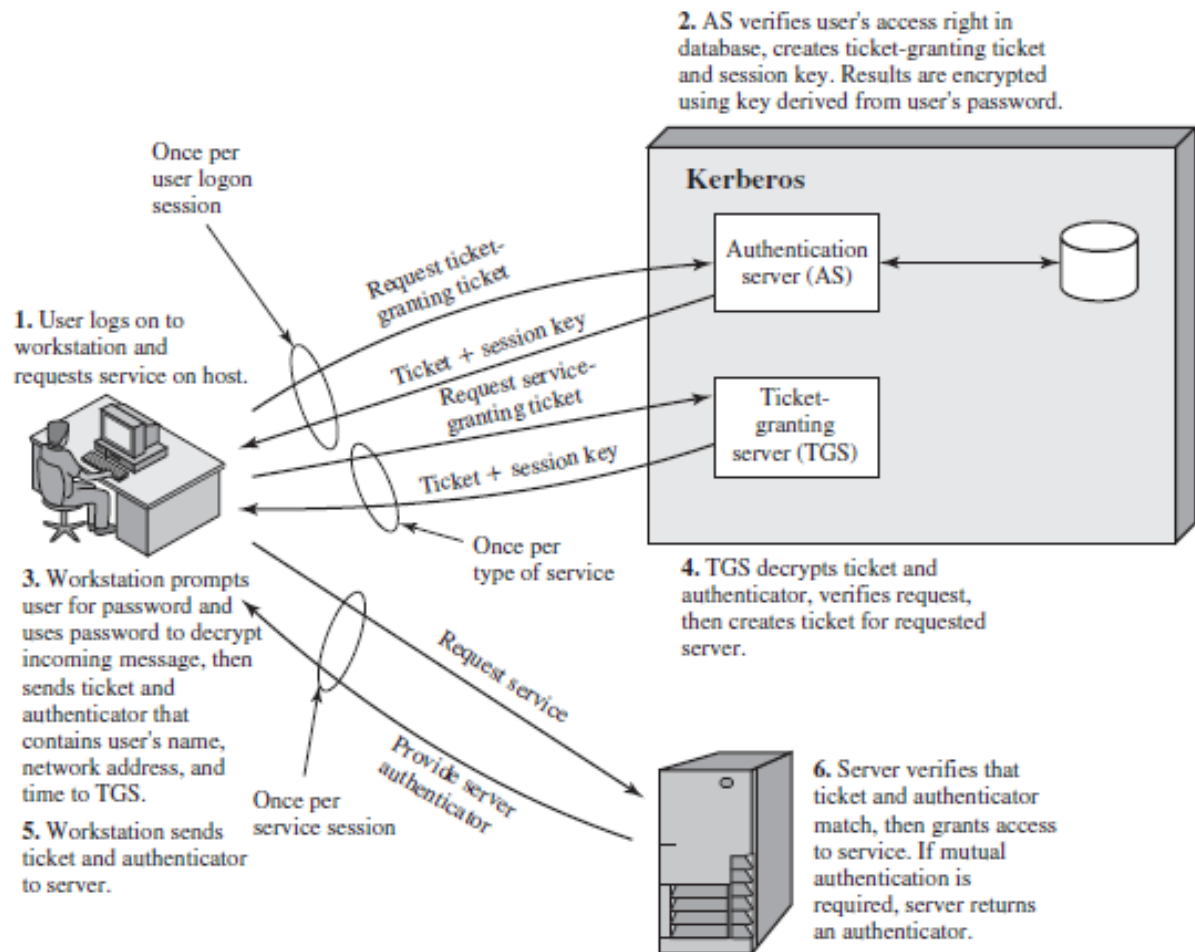 2. AS verifies user's access right in
database, creates ticket-granting ticket
and session key. Results are encrypted
using key derived from user's password.
Once per
user logon
session
Kerberos
Authentication
server (AS)
Request ticket-
granting ticket
1. User logs on to
workstation and
requests service on host.
Ticket + session key
Request service-
granting ticket
Ticket-
granting
server (TGS)
Ticket + session key
Once per
type of service
3. Workstation prompts
user for password and
uses password to decrypt
incoming message, then
sends ticket and
authenticator that
contains user's name,
network address, and
time to TGS.
4. TGS decrypts ticket and
authenticator, verifies request,
then creates ticket for requested
server.
Request service
Provide server
authenticator
Once per
service session
5. Workstation sends
ticket and authenticator
to server.
6. Server verifies that
ticket and authenticator
match, then grants access
to service. If mutual
authentication is
required, server returns
an authenticator.